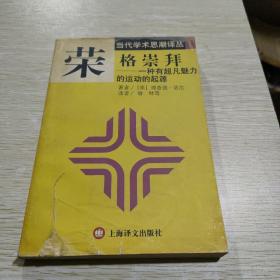 当代学术思潮译丛
荣格崇拜
——一种有超凡魅力
的运动的起源
著者/［美］理查德·诺尔
译者/曾 林等
上海译文出版社